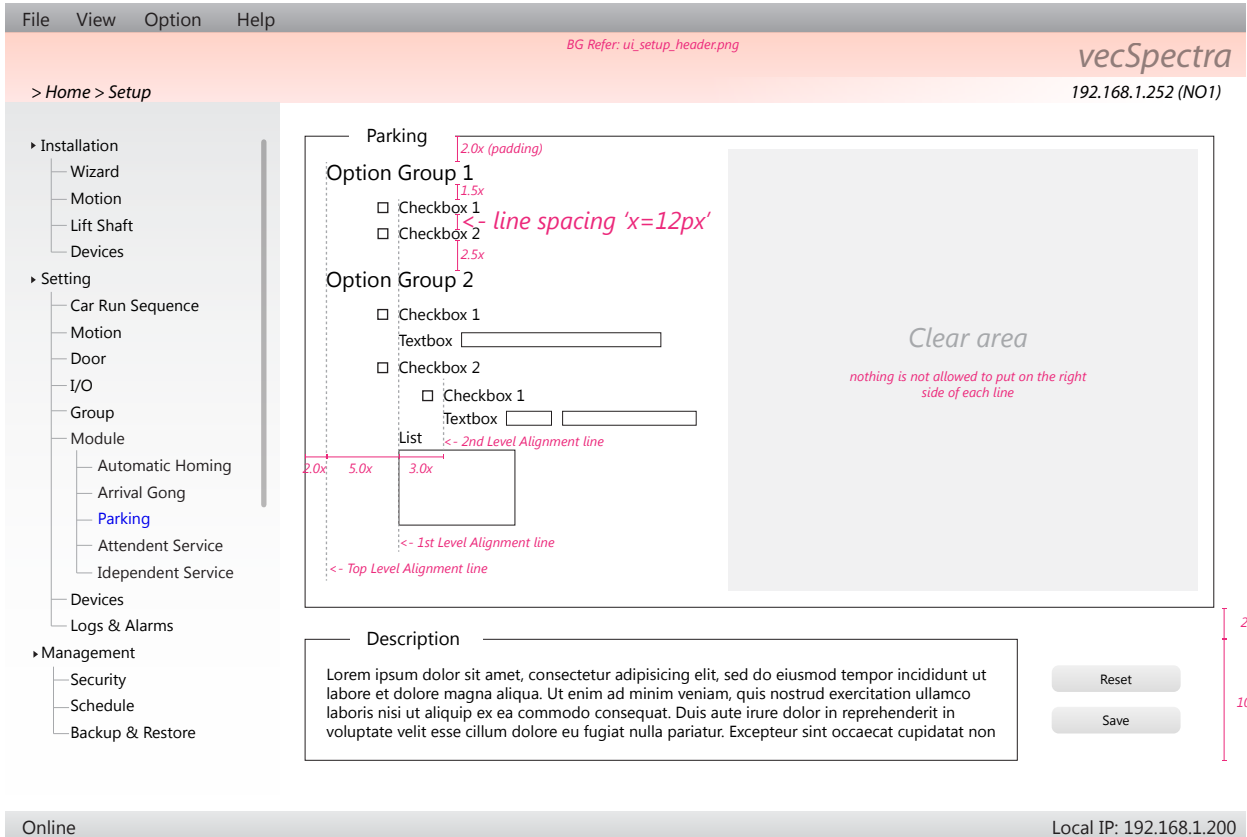 File View Option Help
BG Refer: ui_setup_header.png
vecSpectra
> Home > Setup
192.168.1.252 (NO1)
Installation
Wizard
Motion
Lift Shaft
Devices
Setting
Car Run Sequence
Motion
Door
I/O
Group
Module
Automatic Homing
Arrival Gong
Parking
Attendent Service
Idependent Service
Devices
Logs & Alarms
Management
Security
Schedule
Backup & Restore
Parking
2.0x (padding)
Option Group 1
1.5x
Checkbox 1
<- line spacing ‘x=12px’
Checkbox 2
2.5x
Option Group 2
Checkbox 1
Textbox
Checkbox 2
Checkbox 1
Textbox
List
<- 2nd Level Alignment line
2.0x 5.0x 3.0x
<- 1st Level Alignment line
<- Top Level Alignment line
Clear area
nothing is not allowed to put on the right
side of each line
Description
Lorem ipsum dolor sit amet, consectetur adipisicing elit, sed do eiusmod tempor incididunt ut
labore et dolore magna aliqua. Ut enim ad minim veniam, quis nostrud exercitation ullamco
laboris nisi ut aliquip ex ea commodo consequat. Duis aute irure dolor in reprehenderit in
voluptate velit esse cillum dolore eu fugiat nulla pariatur. Excepteur sint occaecat cupidatat non
Reset
Save
2
10
Online
Local IP: 192.168.1.200